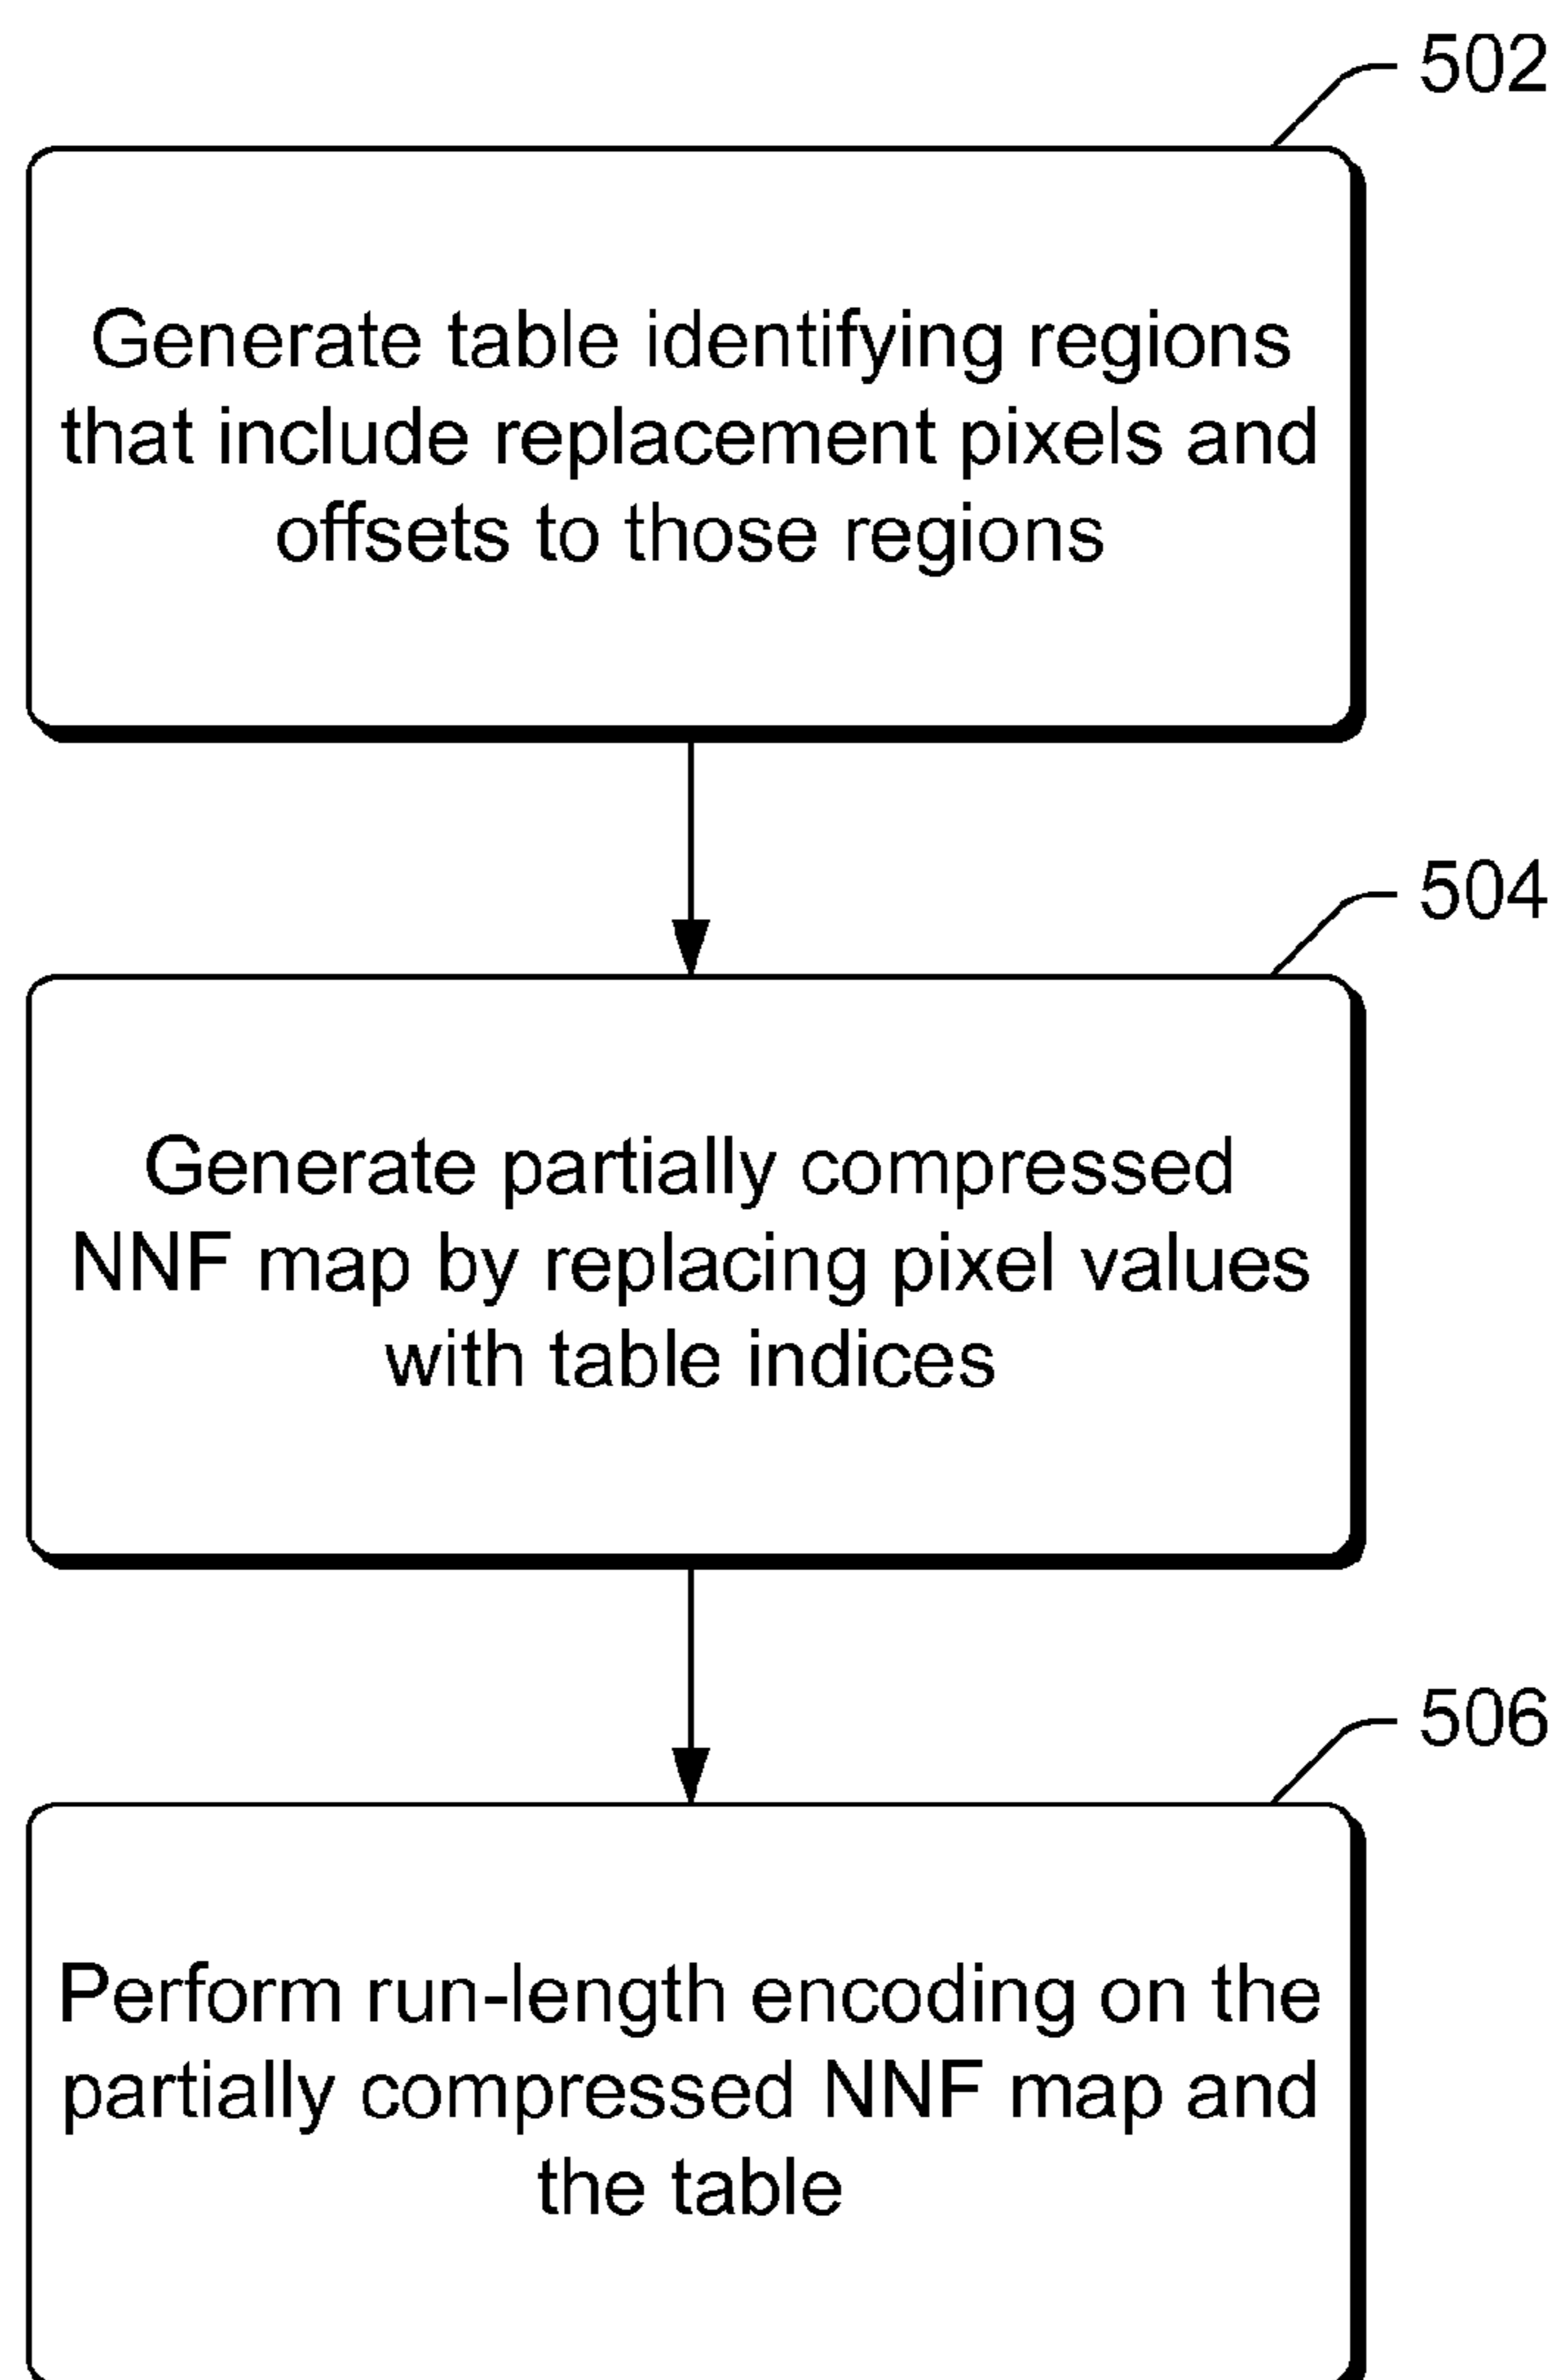 502
Generate table identifying regions
that include replacement pixels and
offsets to those regions
504
Generate partially compressed
NNF map by replacing pixel values
with table indices
506
Perform run-length encoding on the
partially compressed NNF map and
the table